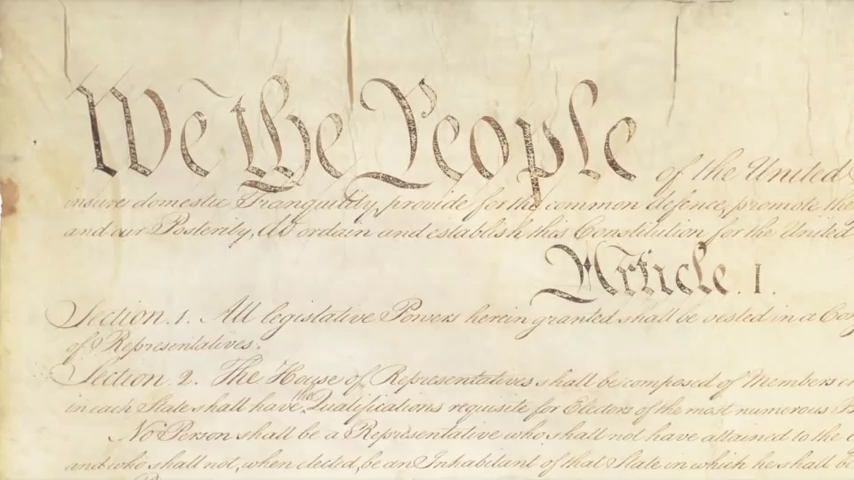 We the People of the United
insure domestic Tranquility, provide for the common defence, promote the
and our Posterity, do ordain and establish this Constitution for the United
Article. I.
Section. 1. All legislative Powers herein granted shall be vested in a Con
of Representatives.
Section. 2. The House of Representatives shall be composed of Members
in each State shall have the Qualifications requisite for Electors of the most numerous
No Person shall be a Representative who shall not have attained to the
and who shall not, when elected, be an Inhabitant of that State in which he shall be